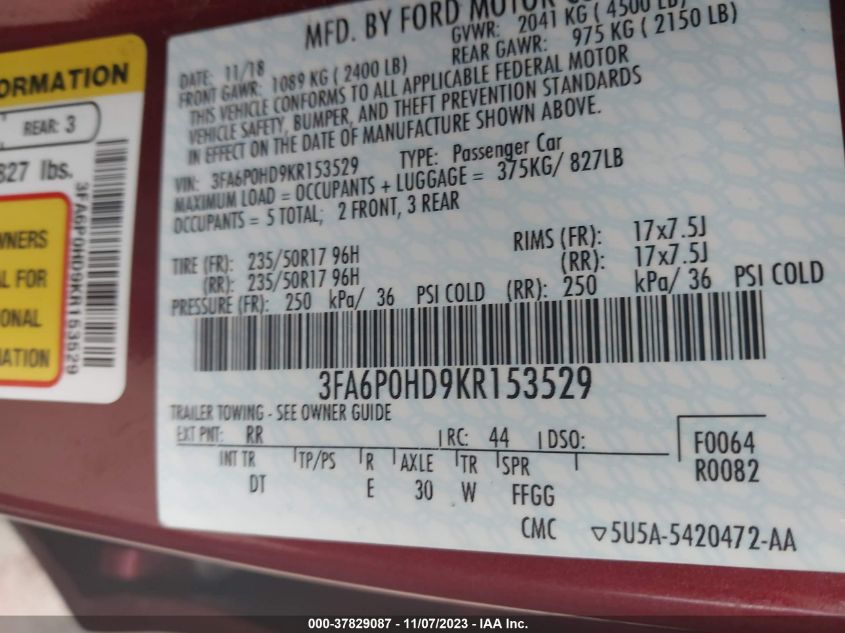 ORMATION
REAR: 3
827 lbs.
3FA6P0HD9KR153529
OWNERS
AL FOR
ONAL
MATION
MFD. BY FORD MOTOR CO
DATE: 11/18 GVWR: 2041 KG ( 4500 LB)
FRONT GAWR: 1089 KG ( 2400 LB) REAR GAWR: 975 KG ( 2150 LB)
THIS VEHICLE CONFORMS TO ALL APPLICABLE FEDERAL MOTOR
VEHICLE SAFETY, BUMPER, AND THEFT PREVENTION STANDARDS
IN EFFECT ON THE DATE OF MANUFACTURE SHOWN ABOVE.
VIN: 3FA6P0HD9KR153529 TYPE: Passenger Car
MAXIMUM LOAD = OCCUPANTS + LUGGAGE = 375KG/ 827LB
OCCUPANTS = 5 TOTAL; 2 FRONT, 3 REAR
TIRE (FR): 235/50R17 96H RIMS (FR): 17x7.5J
(RR): 235/50R17 96H (RR): 17x7.5J
PRESSURE (FR): 250 kPa/ 36 PSI COLD (RR): 250 kPa/ 36 PSI COLD
3FA6P0HD9KR153529
TRAILER TOWING - SEE OWNER GUIDE
EXT PNT: RR RC: 44 DSO: F0064
INT TR TP/PS R AXLE TR SPR R0082
DT E 30 W FFGG
CMC ▽5U5A-5420472-AA
000-37829087 - 11/07/2023 - IAA Inc.